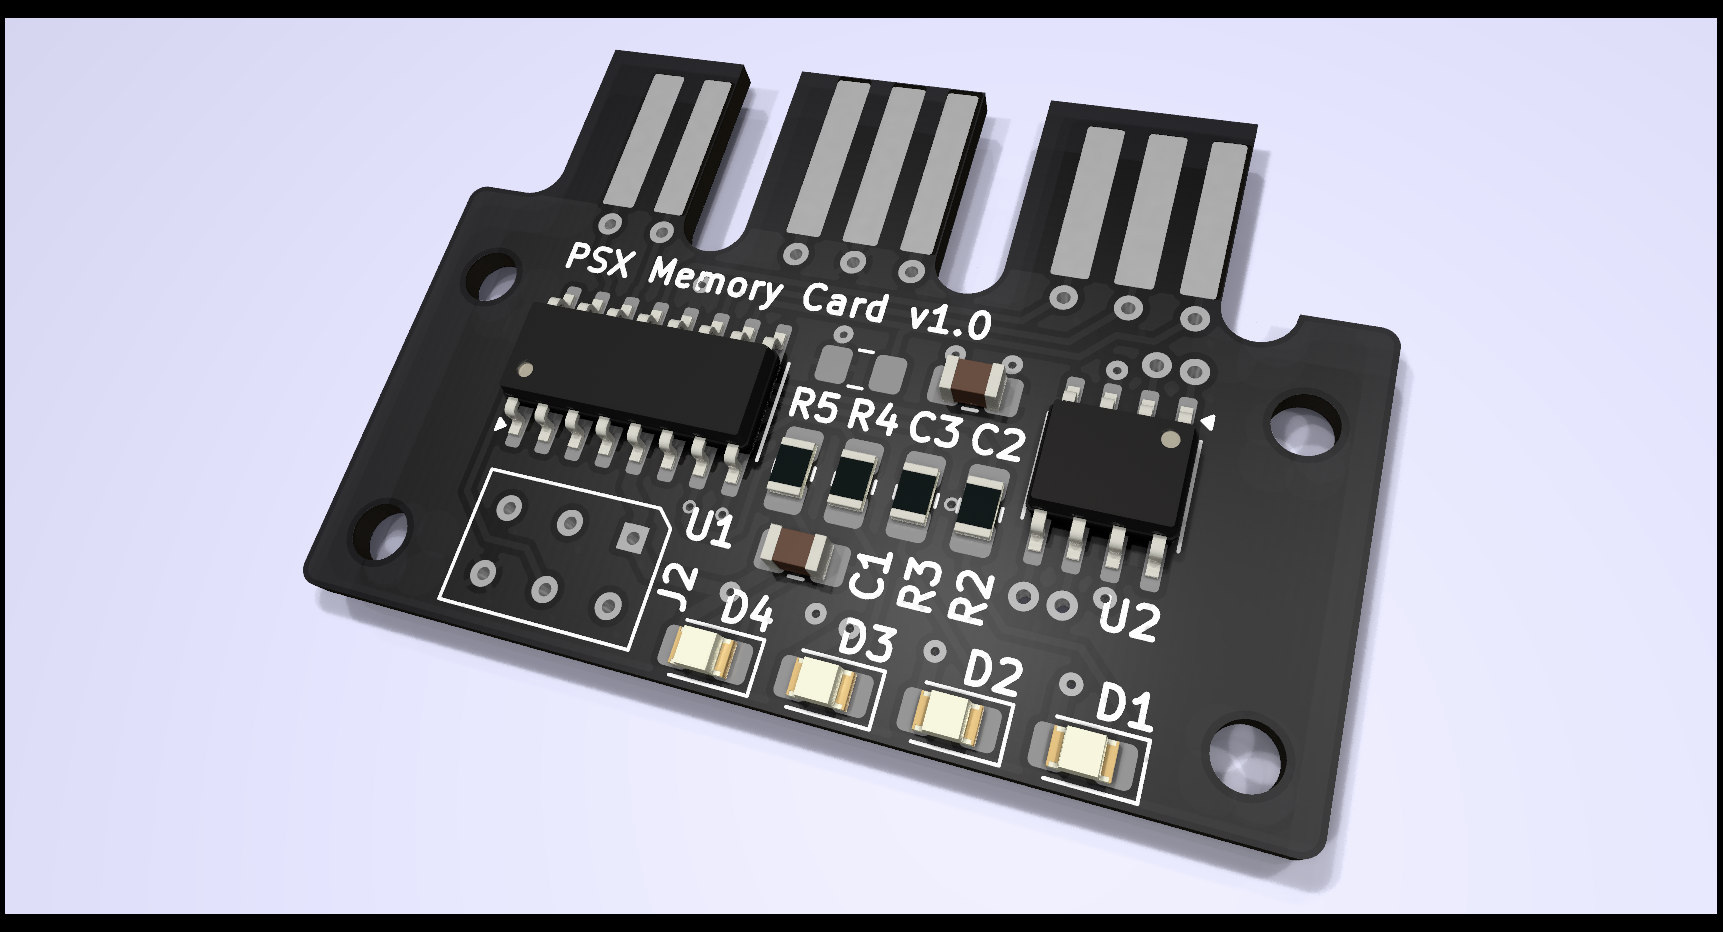 PSX Memory Card v1.0
R5 R4 C3 C2
U1
C1 R3 R2
U2
J2
D4
D3
D2
D1